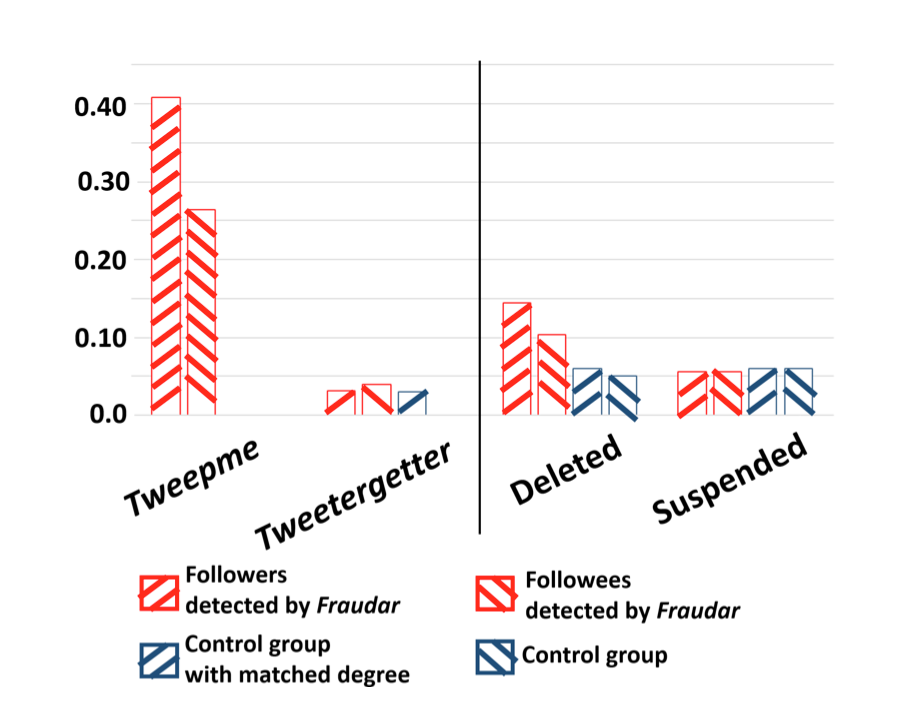 0.40
0.30
0.20
0.10
0.0
Tweepme
Tweetergetter
Deleted
Suspended
Followers
detected by Fraudar
Followees
detected by Fraudar
Control group
with matched degree
Control group